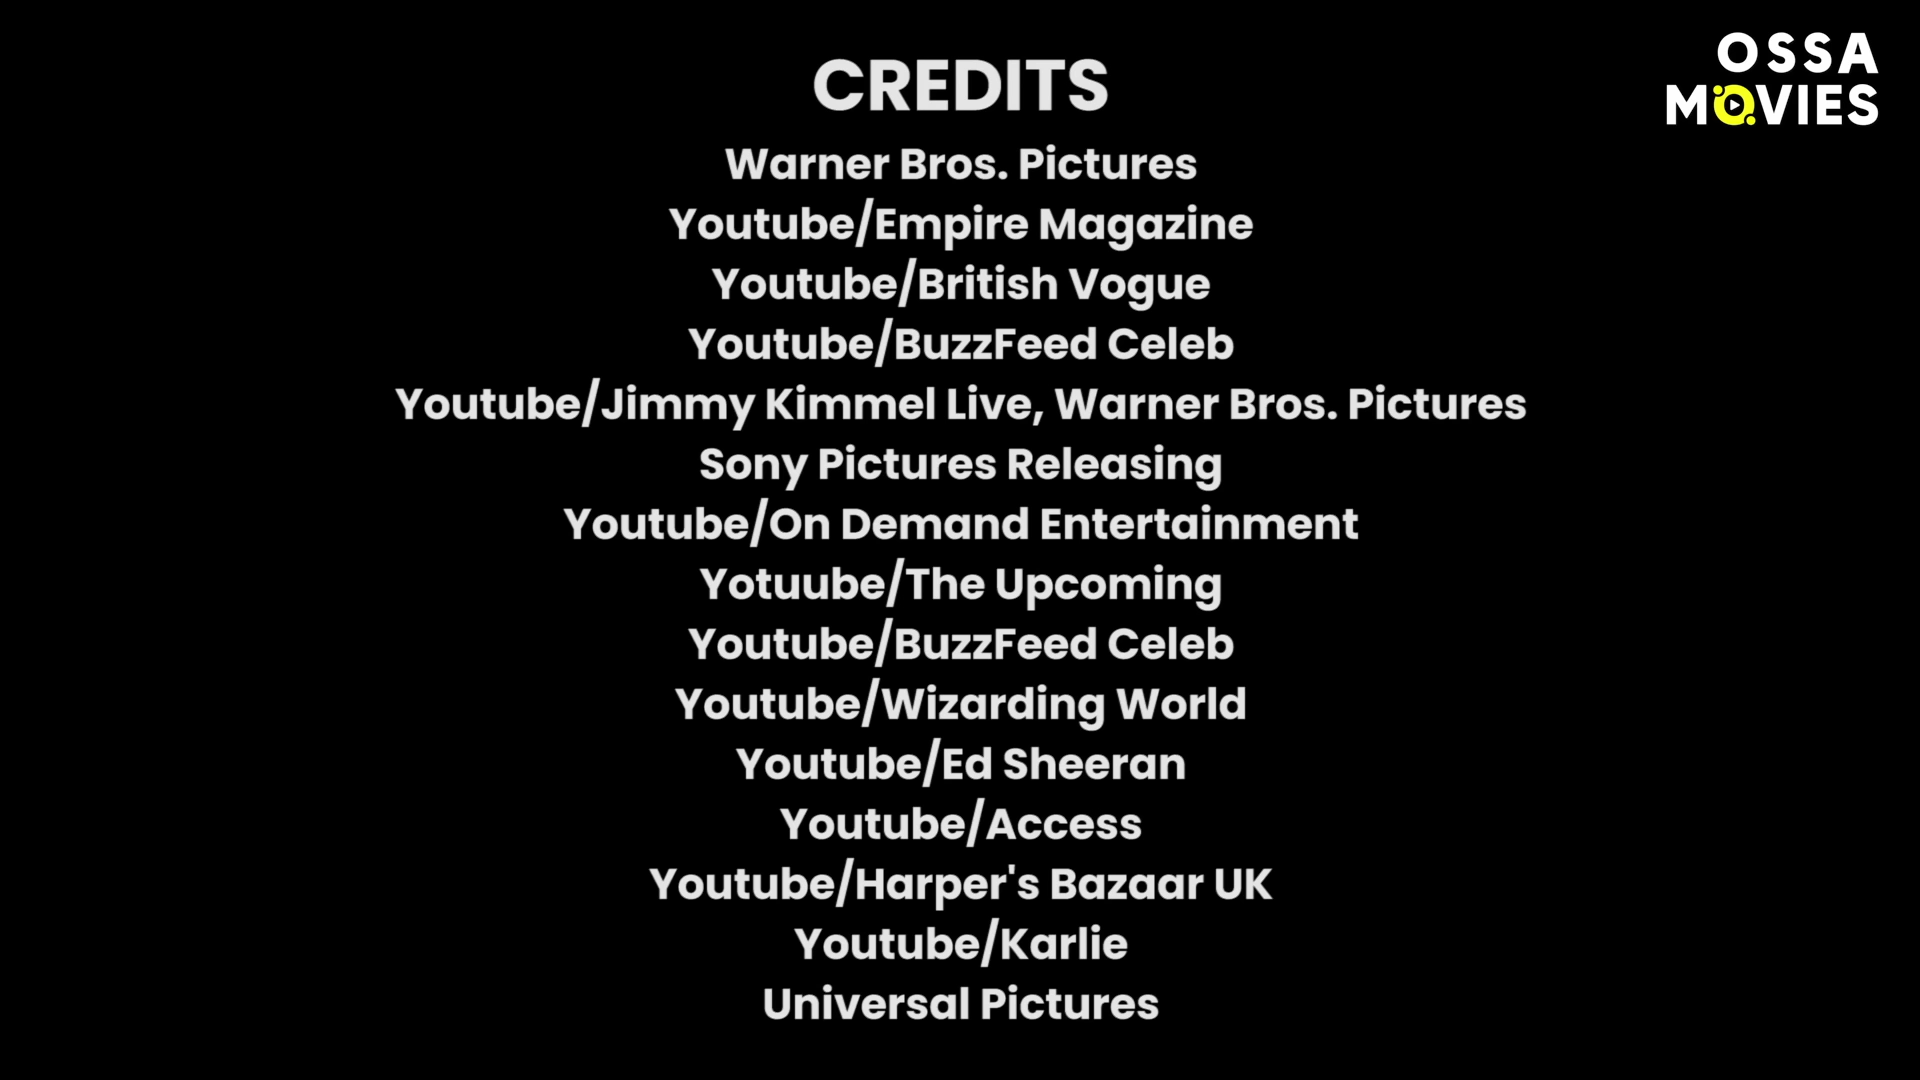 OSSA
MOVIES
CREDITS
Warner Bros. Pictures
Youtube/Empire Magazine
Youtube/British Vogue
Youtube/BuzzFeed Celeb
Youtube/Jimmy Kimmel Live, Warner Bros. Pictures
Sony Pictures Releasing
Youtube/On Demand Entertainment
Yotuube/The Upcoming
Youtube/BuzzFeed Celeb
Youtube/Wizarding World
Youtube/Ed Sheeran
Youtube/Access
Youtube/Harper's Bazaar UK
Youtube/Karlie
Universal Pictures